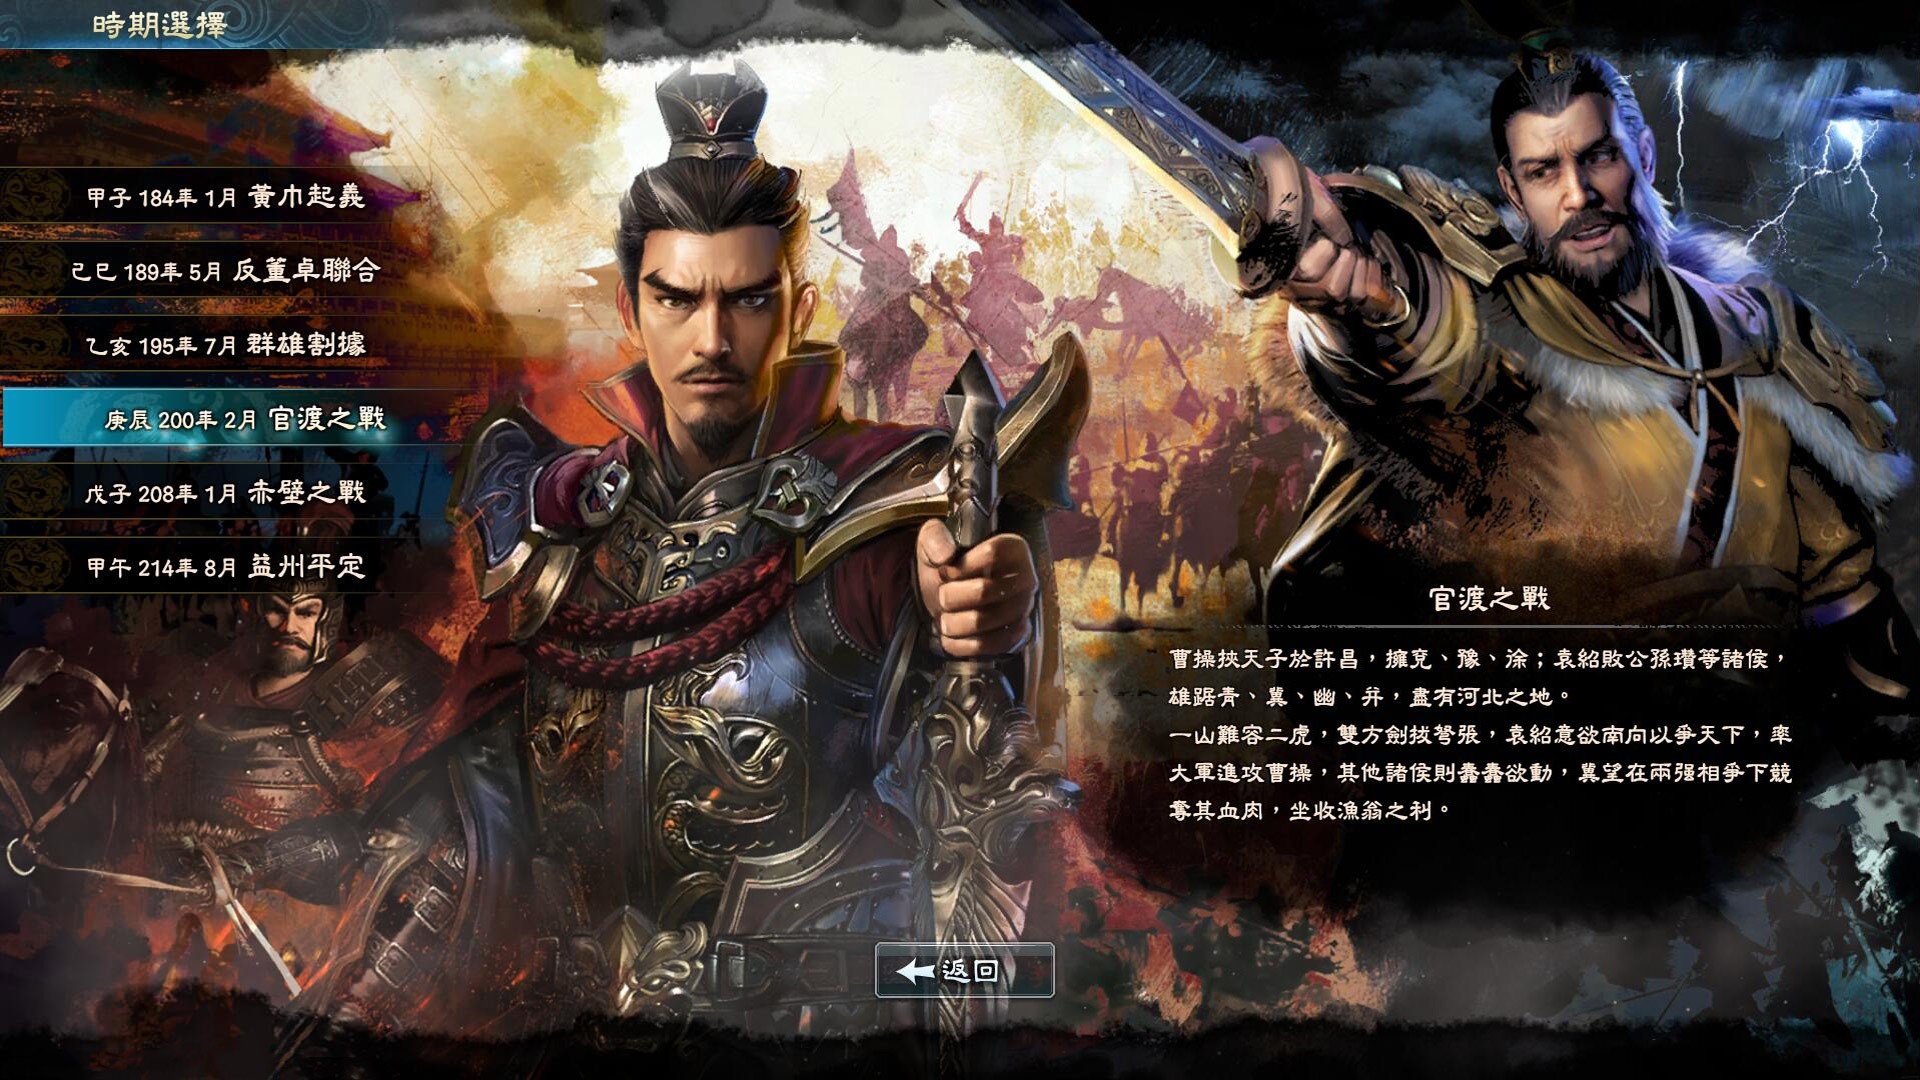 時期選擇
甲子 184年 1月 黃巾起義
己巳 189年 5月 反董卓聯合
乙亥 195年 7月 群雄割據
庚辰 200年 2月 官渡之戰
戊子 208年 1月 赤壁之戰
甲午 214年 8月 益州平定
官渡之戰
曹操挾天子於許昌，擁兗、豫、徐；袁紹敗公孫瓚等諸侯，
雄踞青、冀、幽、并，盡有河北之地。
一山難容二虎，雙方劍拔弩張，袁紹意欲南向以爭天下，率
大軍進攻曹操，其他諸侯則蠢蠢欲動，冀望在兩强相爭下競
奪其血肉，坐收漁翁之利。
返回